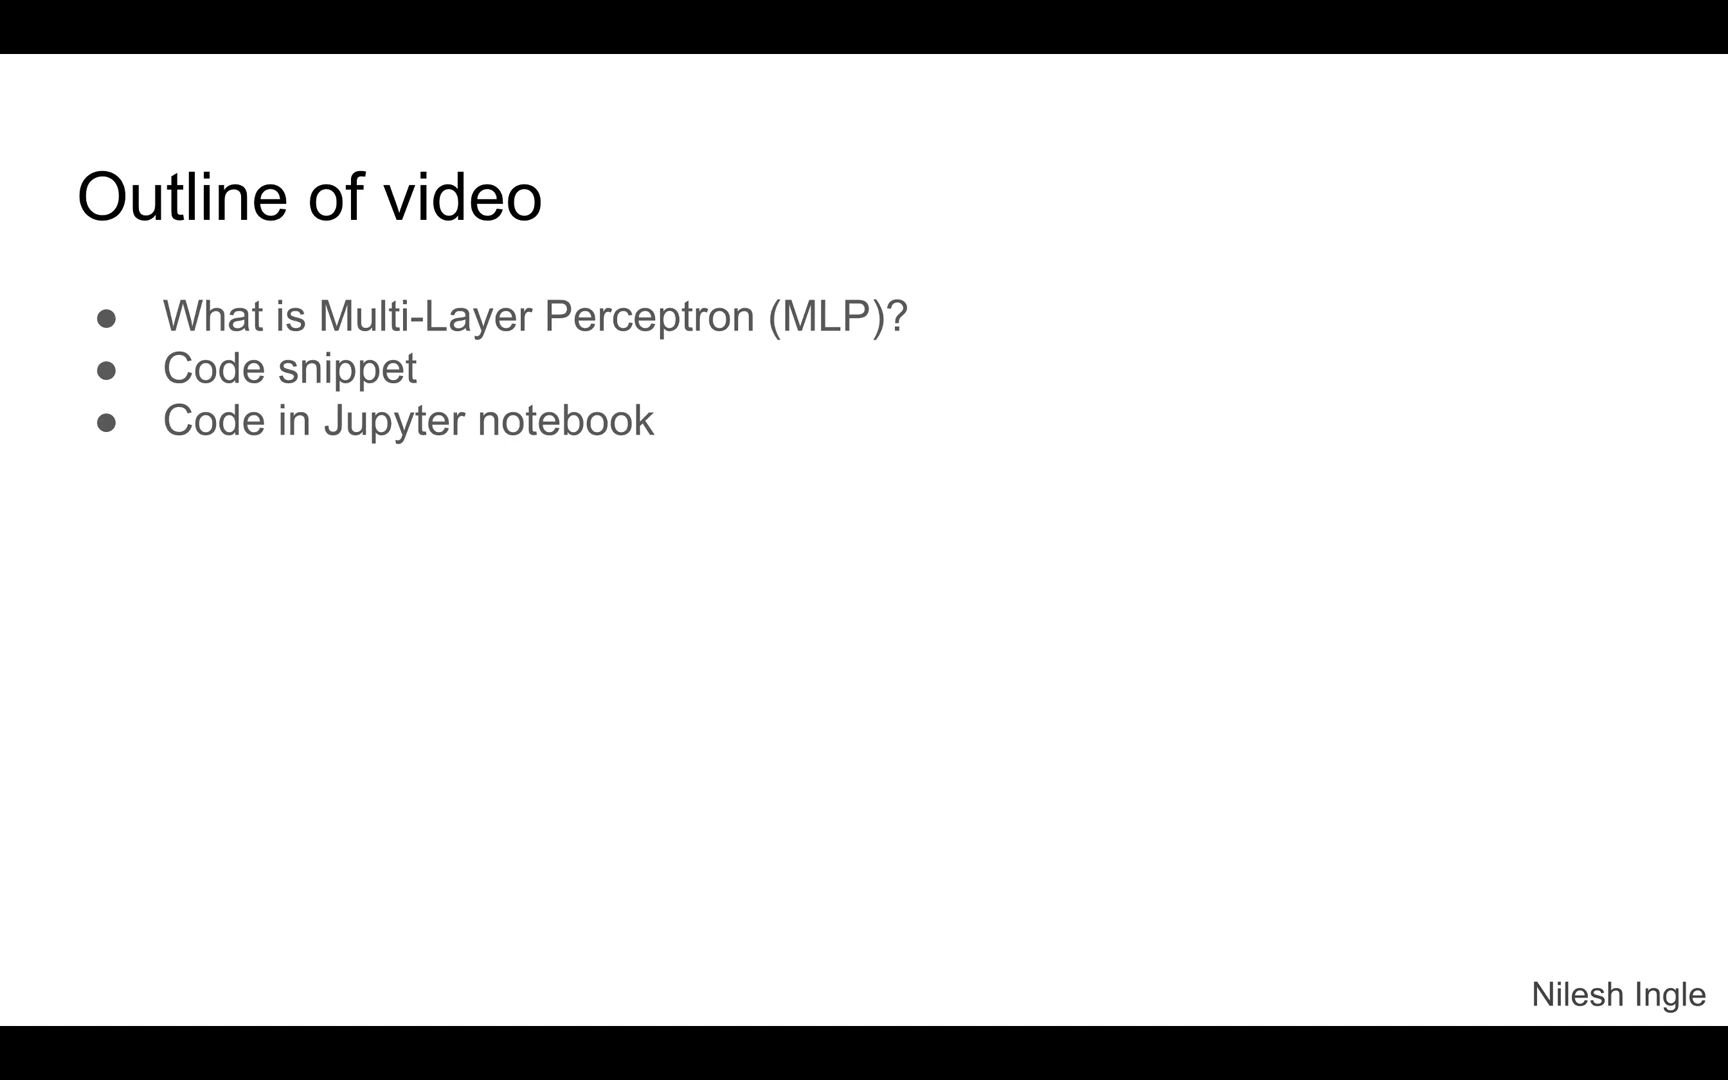 Outline of video
● What is Multi-Layer Perceptron (MLP)?
● Code snippet
● Code in Jupyter notebook
Nilesh Ingle